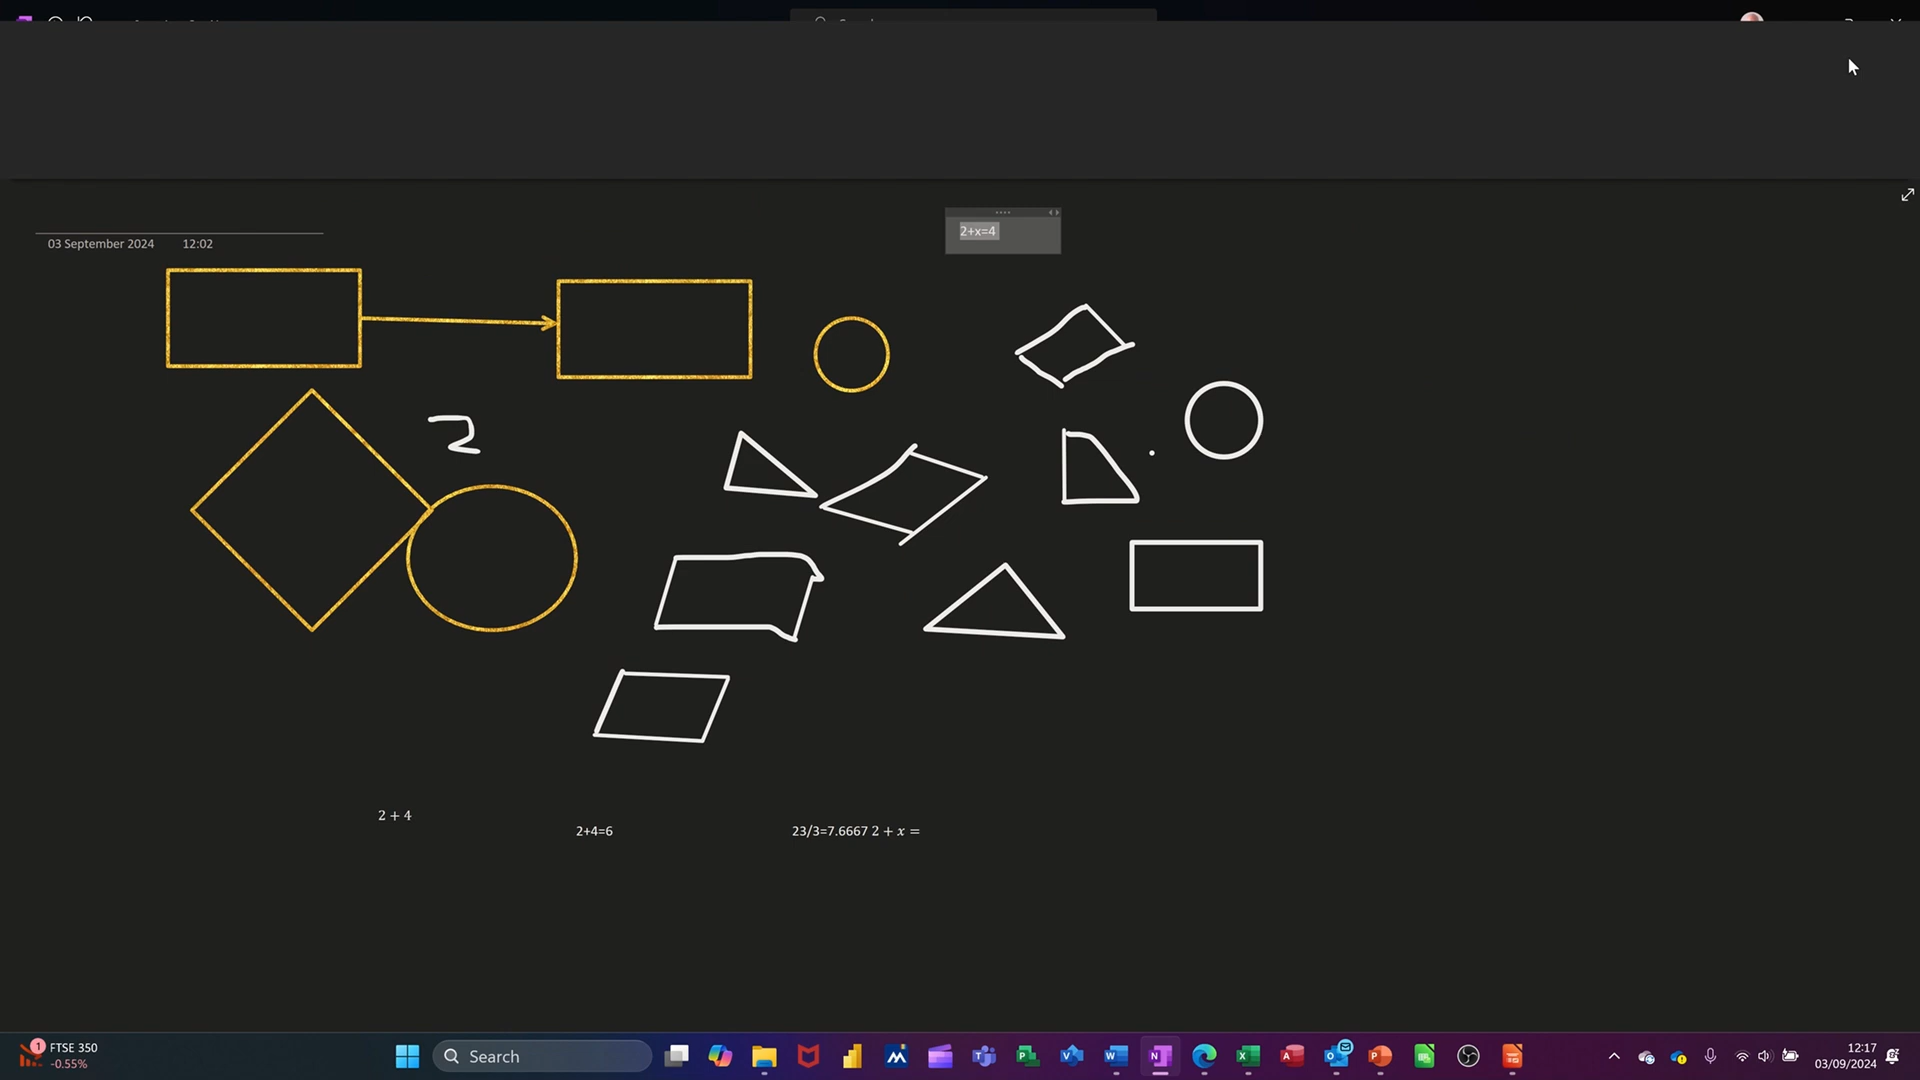 2+x=4
03 September 2024 12:02
2
2 + 4
2+4=6
23/3=7.6667 2 + x =
1
FTSE 350
-0.55%
Search
12:17
03/09/2024